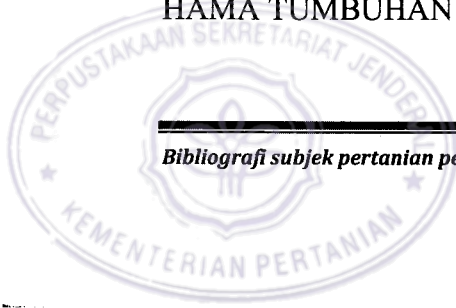 HAMA TUMBUHAN
PERPUSTAKAAN SEKRETARIAT JENDERAL
Bibliografi subjek pertanian pe
KEMENTERIAN PERTANIAN